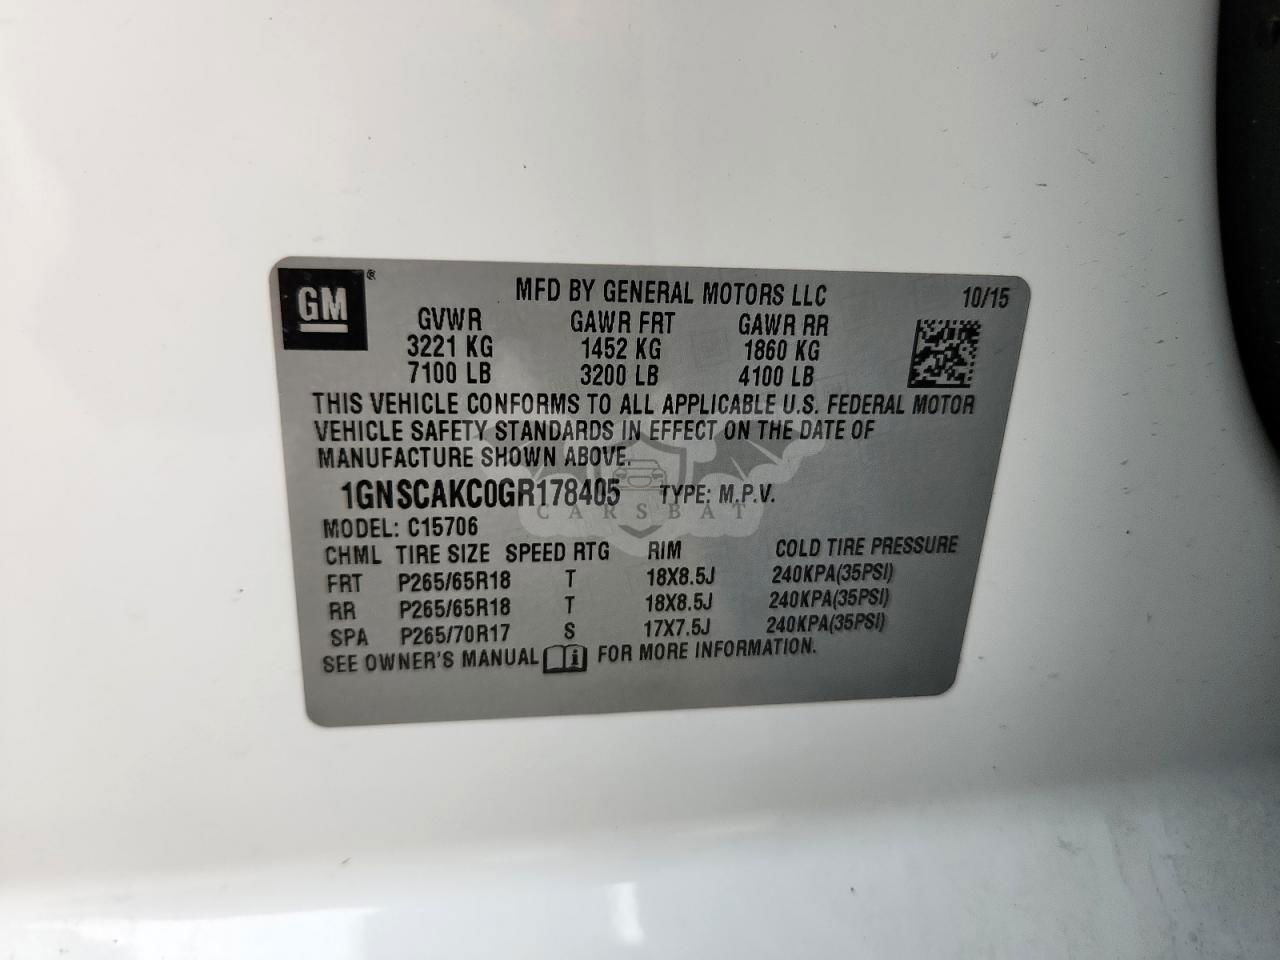 GM®
MFD BY GENERAL MOTORS LLC 10/15
GVWR GAWR FRT GAWR RR
3221 KG 1452 KG 1860 KG
7100 LB 3200 LB 4100 LB
THIS VEHICLE CONFORMS TO ALL APPLICABLE U.S. FEDERAL MOTOR
VEHICLE SAFETY STANDARDS IN EFFECT ON THE DATE OF
MANUFACTURE SHOWN ABOVE.
1GNSCAKC0GR178405 TYPE: M.P.V.
CARSBAT
MODEL: C15706
CHML TIRE SIZE SPEED RTG RIM COLD TIRE PRESSURE
FRT P265/65R18 T 18X8.5J 240KPA(35PSI)
RR P265/65R18 T 18X8.5J 240KPA(35PSI)
SPA P265/70R17 S 17X7.5J 240KPA(35PSI)
SEE OWNER'S MANUAL FOR MORE INFORMATION.